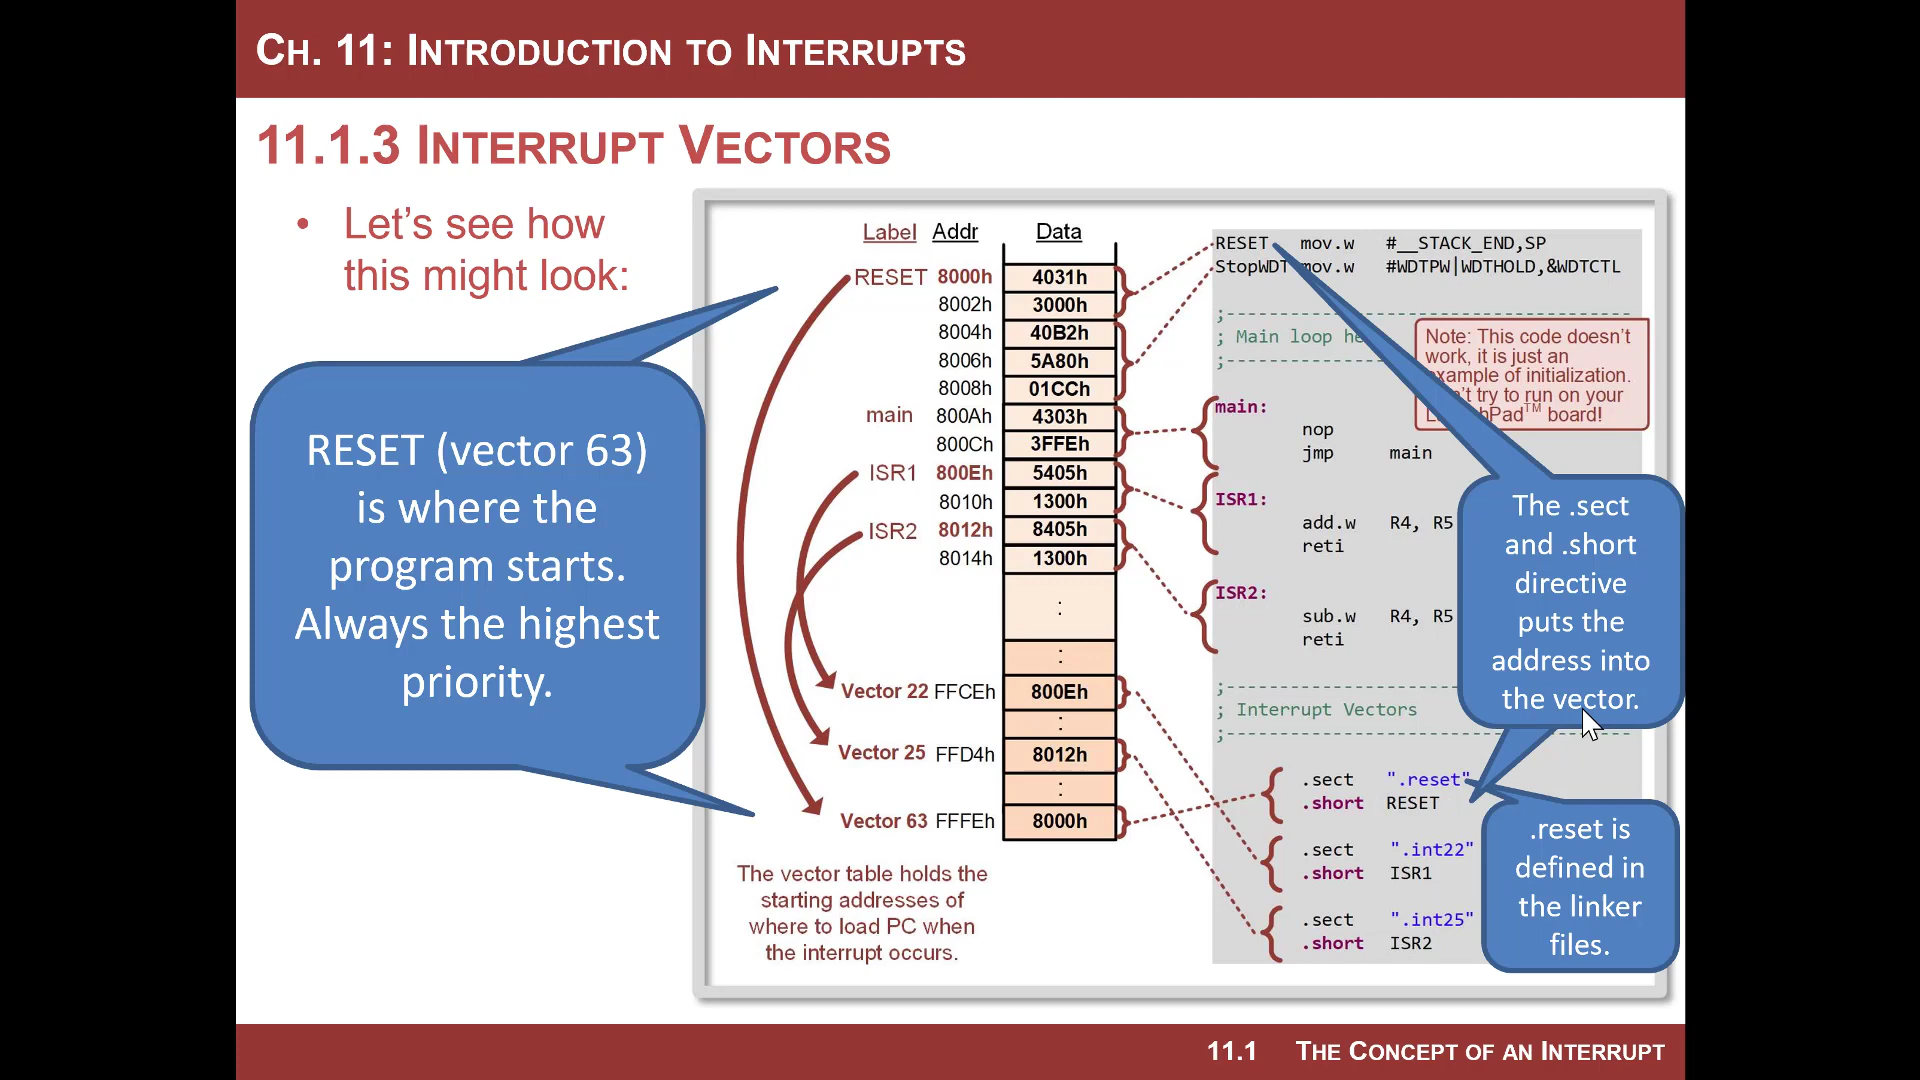 CH. 11: INTRODUCTION TO INTERRUPTS
11.1.3 INTERRUPT VECTORS
• Let's see how
this might look:
RESET (vector 63)
is where the
program starts.
Always the highest
priority.
Label Addr Data
RESET 8000h 4031h
8002h 3000h
8004h 40B2h
8006h 5A80h
8008h 01CCh
main 800Ah 4303h
800Ch 3FFEh
ISR1 800Eh 5405h
8010h 1300h
ISR2 8012h 8405h
8014h 1300h
:
:
Vector 22 FFCEh 800Eh
:
Vector 25 FFD4h 8012h
:
Vector 63 FFFEh 8000h
The vector table holds the
starting addresses of
where to load PC when
the interrupt occurs.
RESET mov.w #__STACK_END,SP
StopWDT mov.w #WDTPW|WDTHOLD,&WDTCTL
;---------------------------------------
; Main loop
;---------------------------------------
Note: This code doesn't
work, it is just an
example of initialization.
try to run on your
board!
main:
nop
jmp main
ISR1:
add.w R4, R5
reti
ISR2:
sub.w R4, R5
reti
;---------------------------------------
; Interrupt Vectors
;---------------------------------------
.sect ".reset"
.short RESET
.sect ".int22"
.short ISR1
.sect ".int25"
.short ISR2
The .sect
and .short
directive
puts the
address into
the vector.
.reset is
defined in
the linker
files.
11.1 THE CONCEPT OF AN INTERRUPT